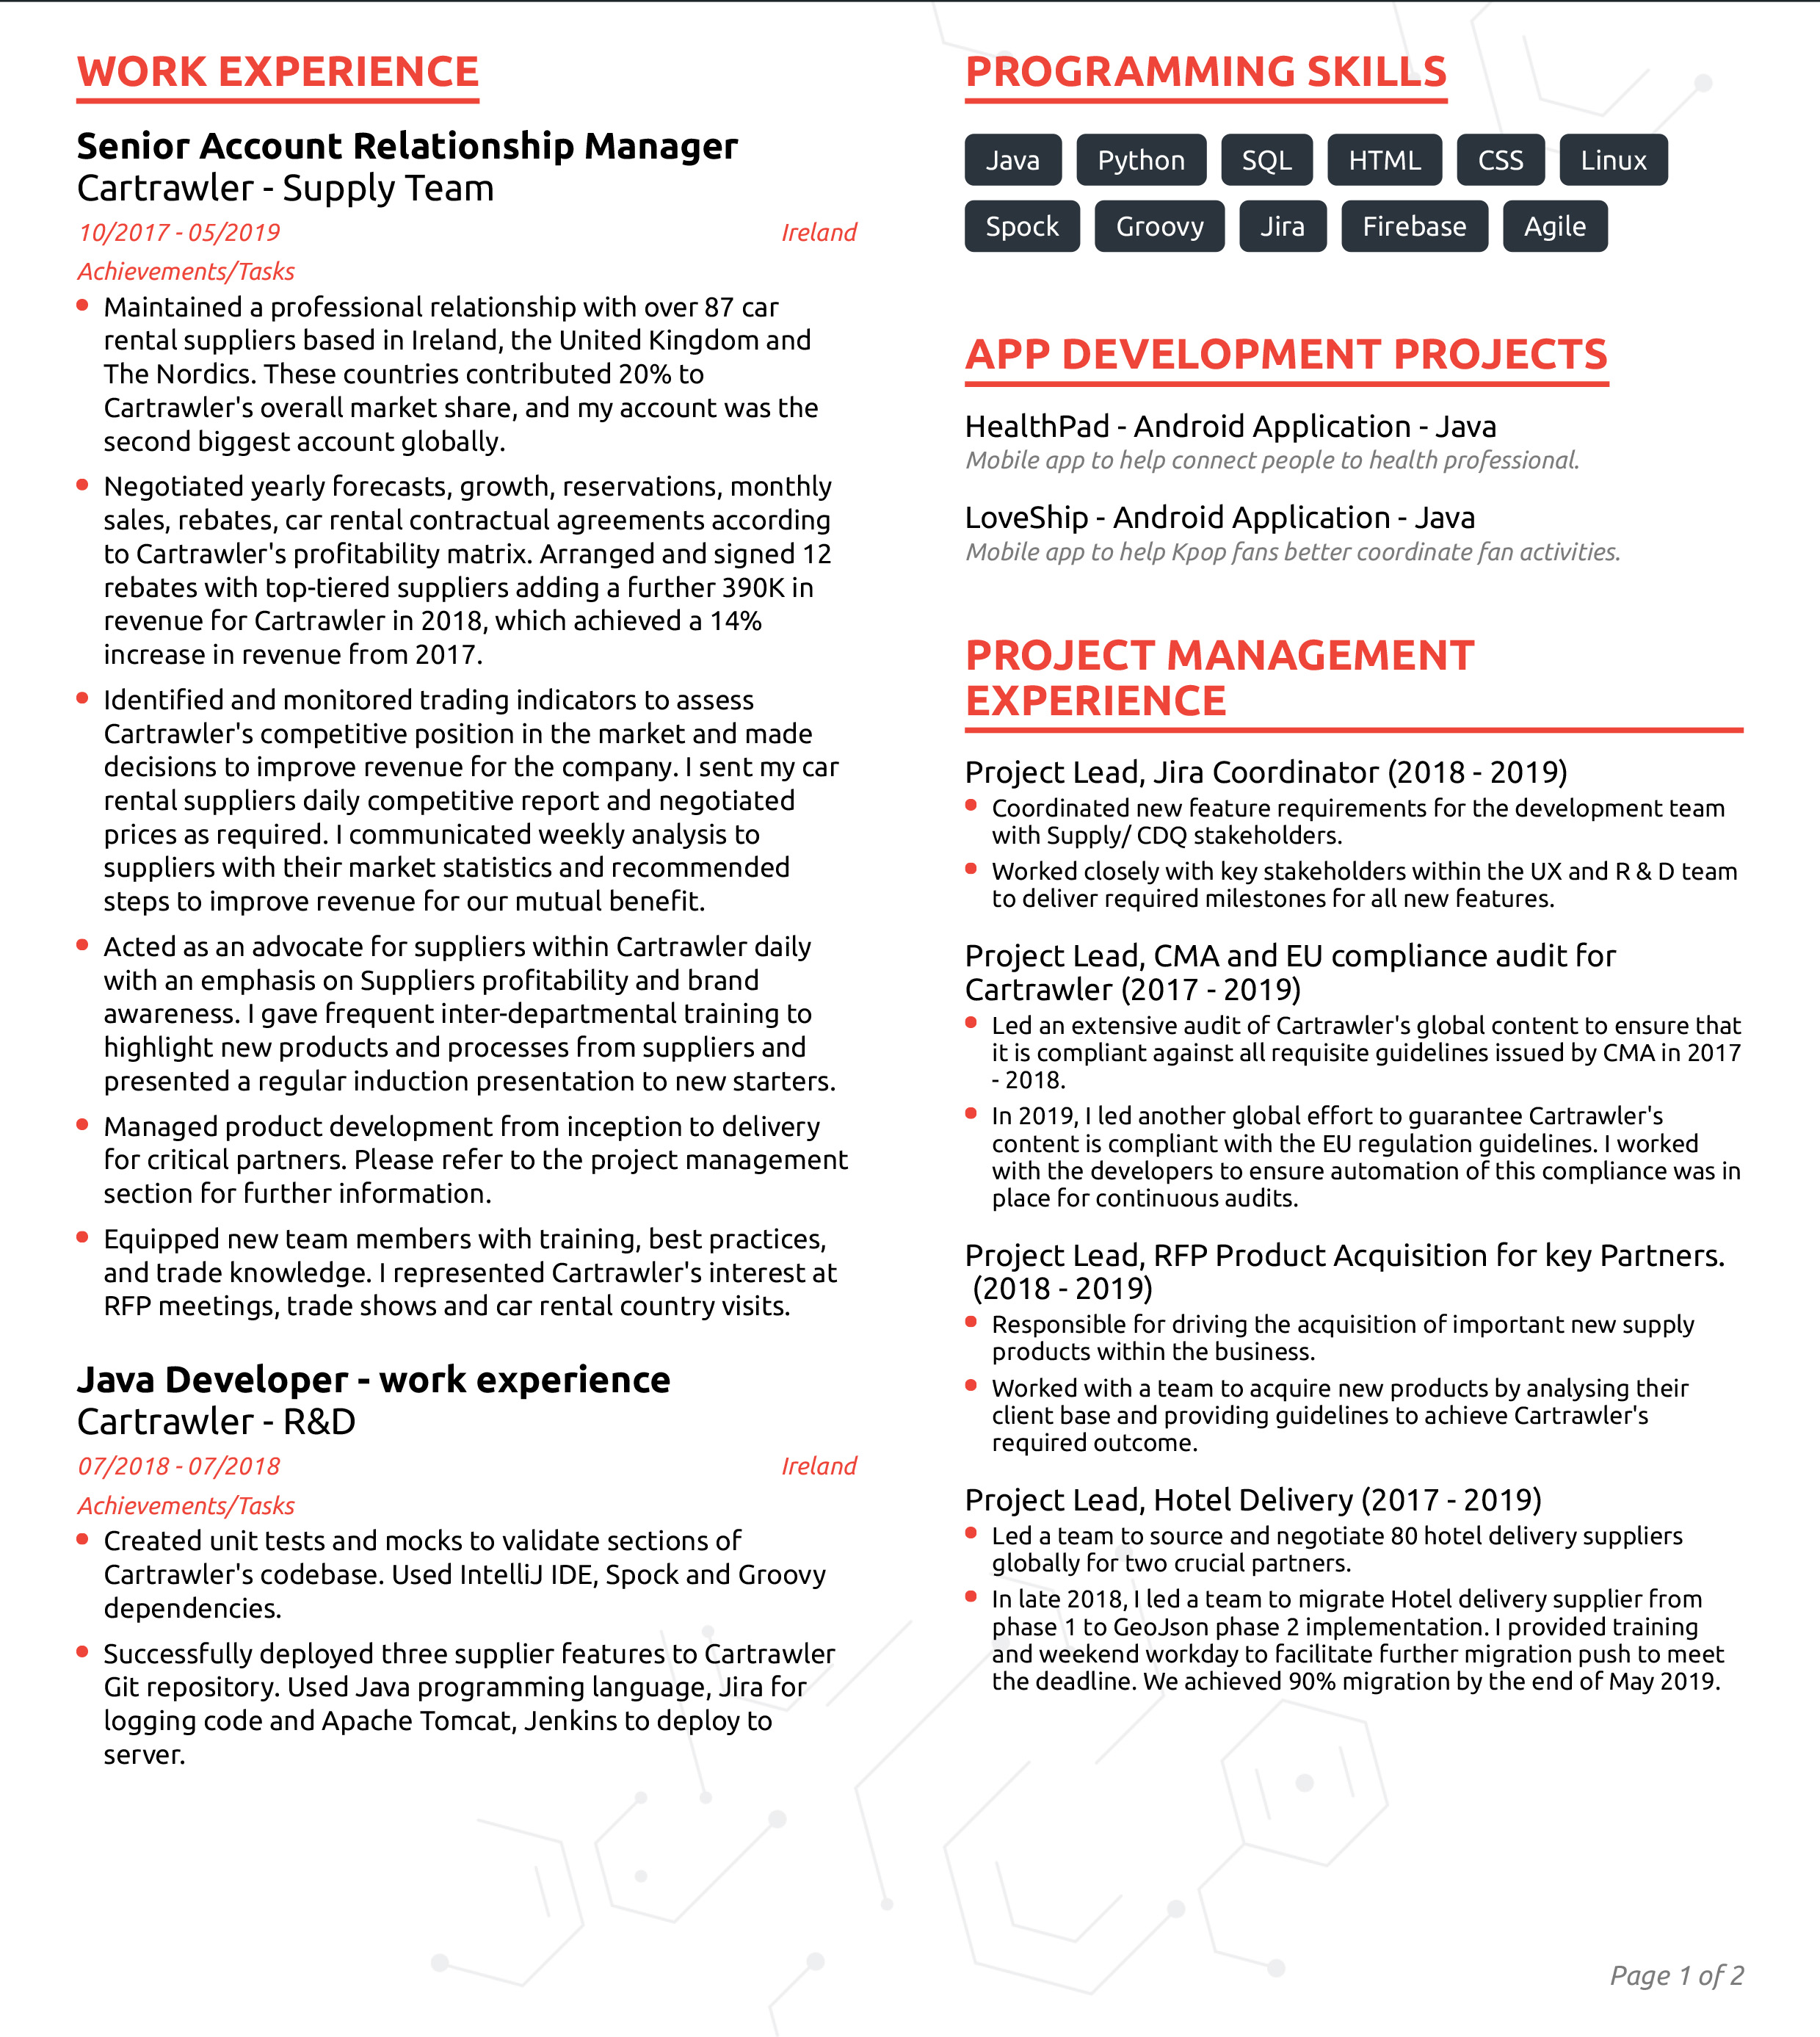 WORK EXPERIENCE
Senior Account Relationship Manager
Cartrawler - Supply Team
10/2017 - 05/2019 Ireland
Achievements/Tasks
Maintained a professional relationship with over 87 car
rental suppliers based in Ireland, the United Kingdom and
The Nordics. These countries contributed 20% to
Cartrawler's overall market share, and my account was the
second biggest account globally.
Negotiated yearly forecasts, growth, reservations, monthly
sales, rebates, car rental contractual agreements according
to Cartrawler's profitability matrix. Arranged and signed 12
rebates with top-tiered suppliers adding a further 390K in
revenue for Cartrawler in 2018, which achieved a 14%
increase in revenue from 2017.
Identified and monitored trading indicators to assess
Cartrawler's competitive position in the market and made
decisions to improve revenue for the company. I sent my car
rental suppliers daily competitive report and negotiated
prices as required. I communicated weekly analysis to
suppliers with their market statistics and recommended
steps to improve revenue for our mutual benefit.
Acted as an advocate for suppliers within Cartrawler daily
with an emphasis on Suppliers profitability and brand
awareness. I gave frequent inter-departmental training to
highlight new products and processes from suppliers and
presented a regular induction presentation to new starters.
Managed product development from inception to delivery
for critical partners. Please refer to the project management
section for further information.
Equipped new team members with training, best practices,
and trade knowledge. I represented Cartrawler's interest at
RFP meetings, trade shows and car rental country visits.
Java Developer - work experience
Cartrawler - R&D
07/2018 - 07/2018 Ireland
Achievements/Tasks
Created unit tests and mocks to validate sections of
Cartrawler's codebase. Used IntelliJ IDE, Spock and Groovy
dependencies.
Successfully deployed three supplier features to Cartrawler
Git repository. Used Java programming language, Jira for
logging code and Apache Tomcat, Jenkins to deploy to
server.
PROGRAMMING SKILLS
Java Python SQL HTML CSS Linux
Spock Groovy Jira Firebase Agile
APP DEVELOPMENT PROJECTS
HealthPad - Android Application - Java
Mobile app to help connect people to health professional.
LoveShip - Android Application - Java
Mobile app to help Kpop fans better coordinate fan activities.
PROJECT MANAGEMENT
EXPERIENCE
Project Lead, Jira Coordinator (2018 - 2019)
Coordinated new feature requirements for the development team
with Supply/ CDQ stakeholders.
Worked closely with key stakeholders within the UX and R & D team
to deliver required milestones for all new features.
Project Lead, CMA and EU compliance audit for
Cartrawler (2017 - 2019)
Led an extensive audit of Cartrawler's global content to ensure that
it is compliant against all requisite guidelines issued by CMA in 2017
- 2018.
In 2019, I led another global effort to guarantee Cartrawler's
content is compliant with the EU regulation guidelines. I worked
with the developers to ensure automation of this compliance was in
place for continuous audits.
Project Lead, RFP Product Acquisition for key Partners.
(2018 - 2019)
Responsible for driving the acquisition of important new supply
products within the business.
Worked with a team to acquire new products by analysing their
client base and providing guidelines to achieve Cartrawler's
required outcome.
Project Lead, Hotel Delivery (2017 - 2019)
Led a team to source and negotiate 80 hotel delivery suppliers
globally for two crucial partners.
In late 2018, I led a team to migrate Hotel delivery supplier from
phase 1 to GeoJson phase 2 implementation. I provided training
and weekend workday to facilitate further migration push to meet
the deadline. We achieved 90% migration by the end of May 2019.
Page 1 of 2